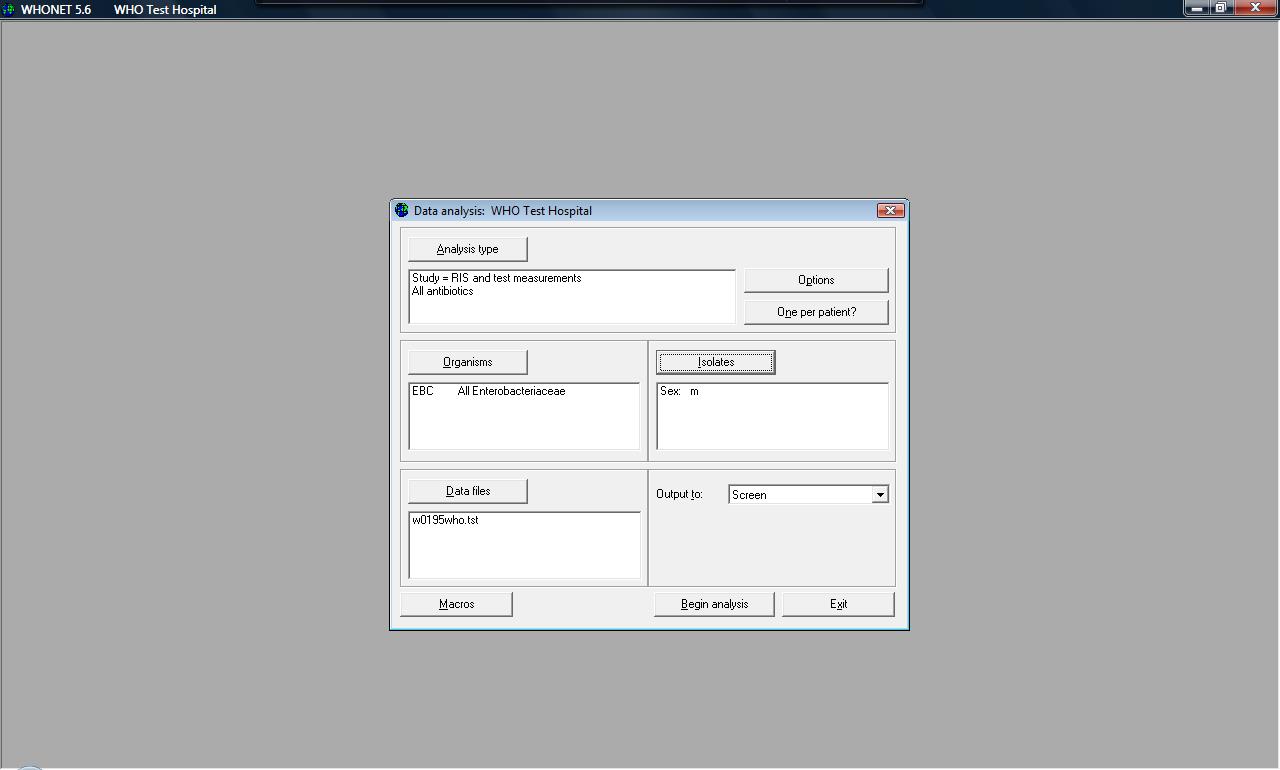 WHONET 5.6 WHO Test Hospital
Data analysis: WHO Test Hospital
Analysis type
Study = RIS and test measurements
All antibiotics
Options
One per patient?
Organisms
EBC All Enterobacteriaceae
Isolates
Sex: m
Data files
w0195who.tst
Output to: Screen
Macros
Begin analysis
Exit